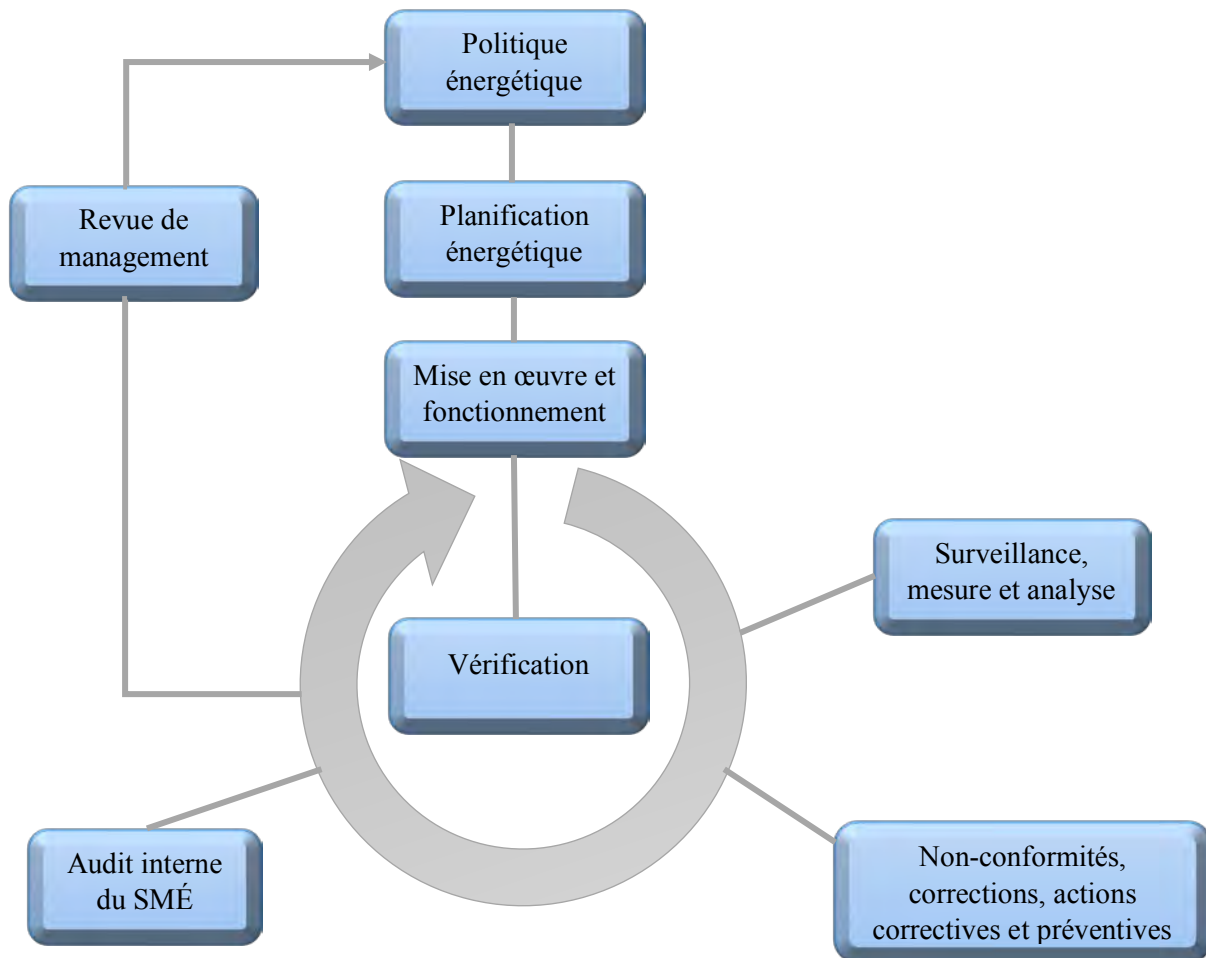 Politique
énergétique
Revue de
management
Planification
énergétique
Mise en œuvre et
fonctionnement
Surveillance,
mesure et analyse
Vérification
Audit interne
du SMÉ
Non-conformités,
corrections, actions
correctives et préventives